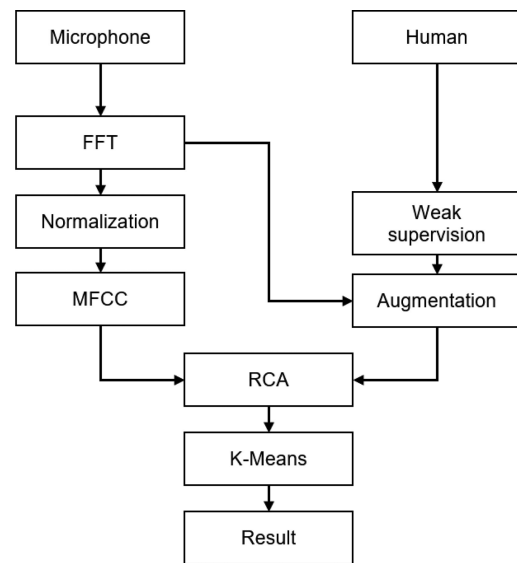 Microphone
Human
FFT
Normalization
Weak
supervision
MFCC
Augmentation
RCA
K-Means
Result